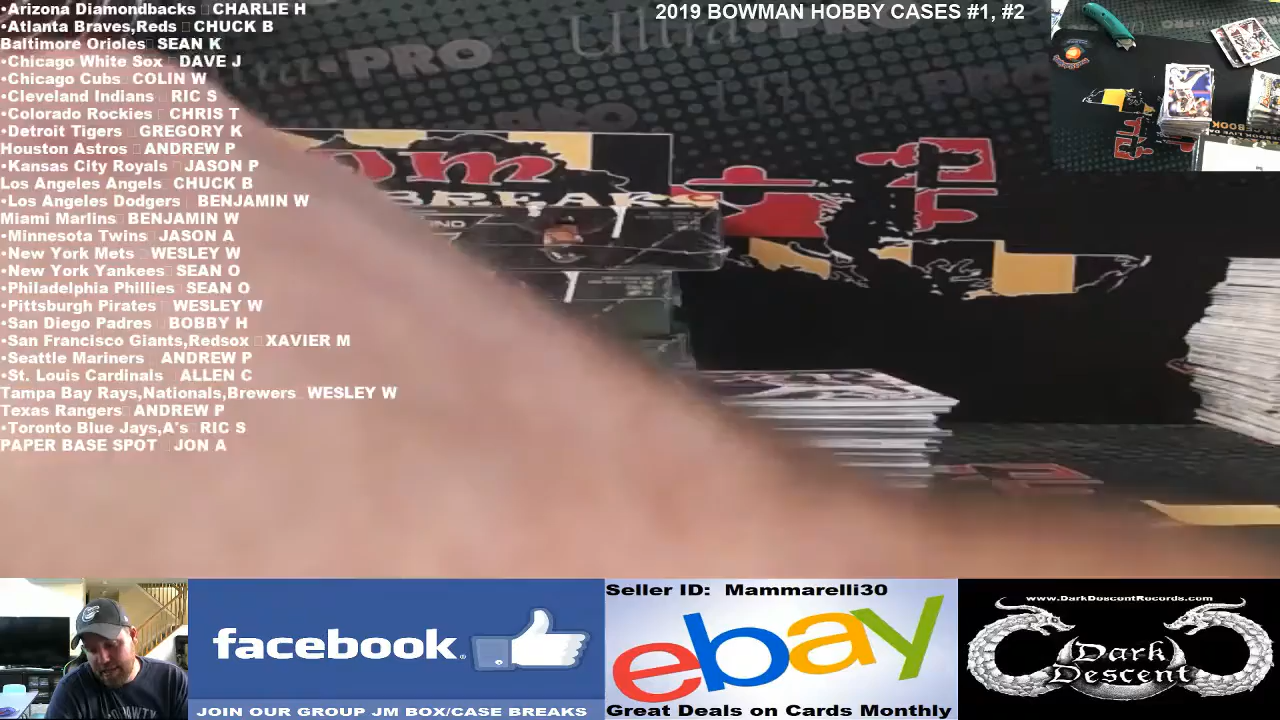 •Arizona Diamondbacks CHARLIE H
•Atlanta Braves,Reds CHUCK B
Baltimore Orioles SEAN K
•Chicago White Sox DAVE J
•Chicago Cubs COLIN W
•Cleveland Indians RIC S
•Colorado Rockies CHRIS T
•Detroit Tigers GREGORY K
Houston Astros ANDREW P
•Kansas City Royals JASON P
Los Angeles Angels CHUCK B
•Los Angeles Dodgers BENJAMIN W
Miami Marlins BENJAMIN W
•Minnesota Twins JASON A
•New York Mets WESLEY W
•New York Yankees SEAN O
•Philadelphia Phillies SEAN O
•Pittsburgh Pirates WESLEY W
•San Diego Padres BOBBY H
•San Francisco Giants,Redsox XAVIER M
•Seattle Mariners ANDREW P
•St. Louis Cardinals ALLEN C
Tampa Bay Rays,Nationals,Brewers WESLEY W
Texas Rangers ANDREW P
•Toronto Blue Jays,A's RIC S
PAPER BASE SPOT JON A
2019 BOWMAN HOBBY CASES #1, #2
Ultra
PRO
BREAKS
facebook.
JOIN OUR GROUP JM BOX/CASE BREAKS
Seller ID: Mammarelli30
ebay
Great Deals on Cards Monthly
www.DarkDescentRecords.com
Dark
Descent